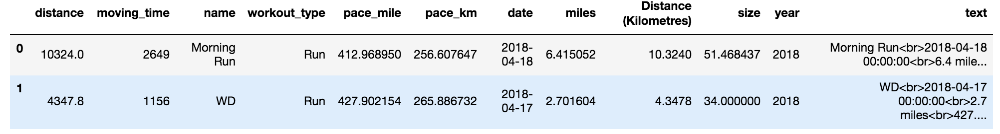 distance moving_time name workout_type pace_mile pace_km date miles Distance (Kilometres) size year text
0 10324.0 2649 Morning Run Run 412.968950 256.607647 2018-04-18 6.415052 10.3240 51.468437 2018 Morning Run<br>2018-04-18 00:00:00<br>6.4 mile...
1 4347.8 1156 WD Run 427.902154 265.886732 2018-04-17 2.701604 4.3478 34.000000 2018 WD<br>2018-04-17 00:00:00<br>2.7 miles<br>427....